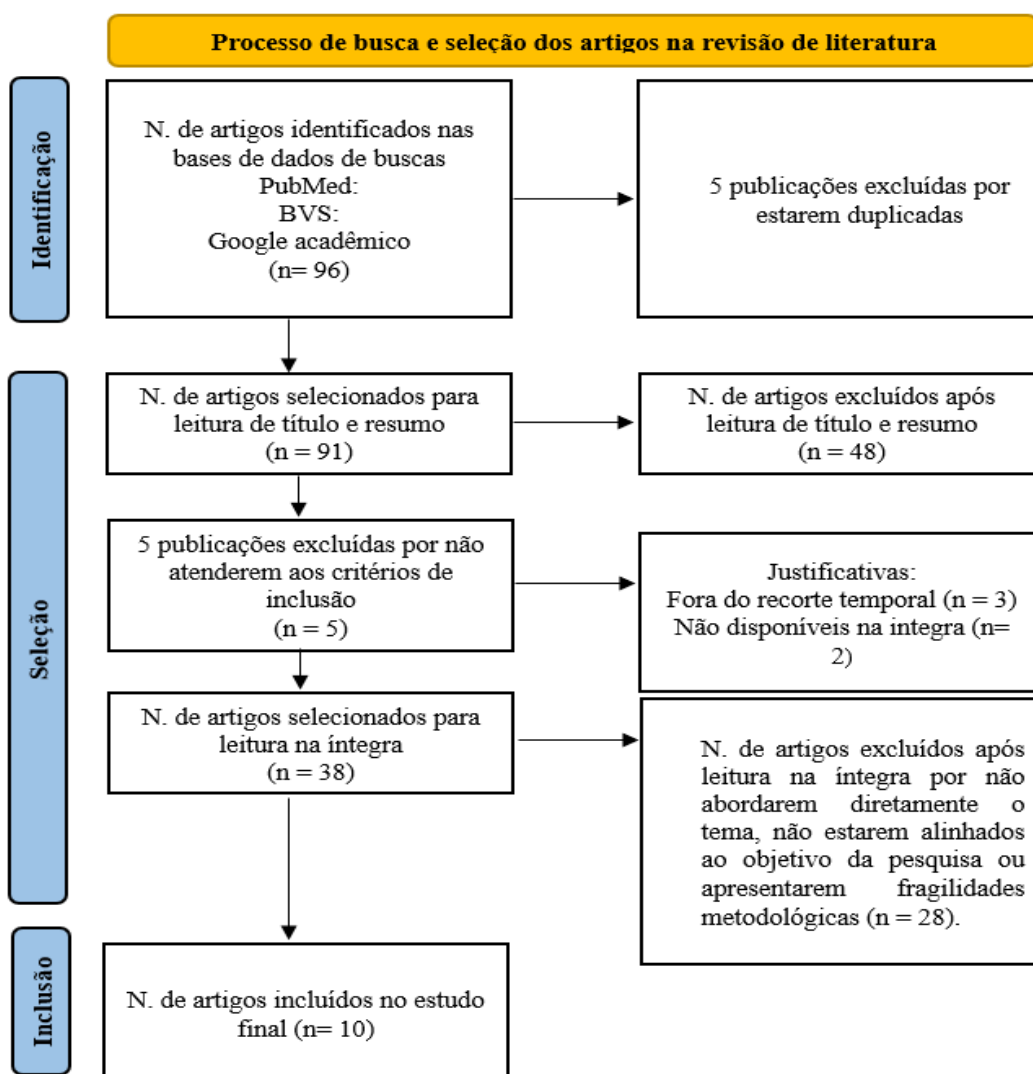 Processo de busca e seleção dos artigos na revisão de literatura
Identificação
N. de artigos identificados nas
bases de dados de buscas
PubMed:
BVS:
Google acadêmico
(n= 96)
5 publicações excluídas por
estarem duplicadas
Seleção
N. de artigos selecionados para
leitura de título e resumo
(n = 91)
N. de artigos excluídos após
leitura de título e resumo
(n = 48)
5 publicações excluídas por não
atenderem aos critérios de
inclusão
(n = 5)
Justificativas:
Fora do recorte temporal (n = 3)
Não disponíveis na integra (n=
2)
N. de artigos selecionados para
leitura na íntegra
(n = 38)
N. de artigos excluídos após
leitura na íntegra por não
abordarem diretamente o
tema, não estarem alinhados
ao objetivo da pesquisa ou
apresentarem fragilidades
metodológicas (n = 28).
Inclusão
N. de artigos incluídos no estudo
final (n= 10)